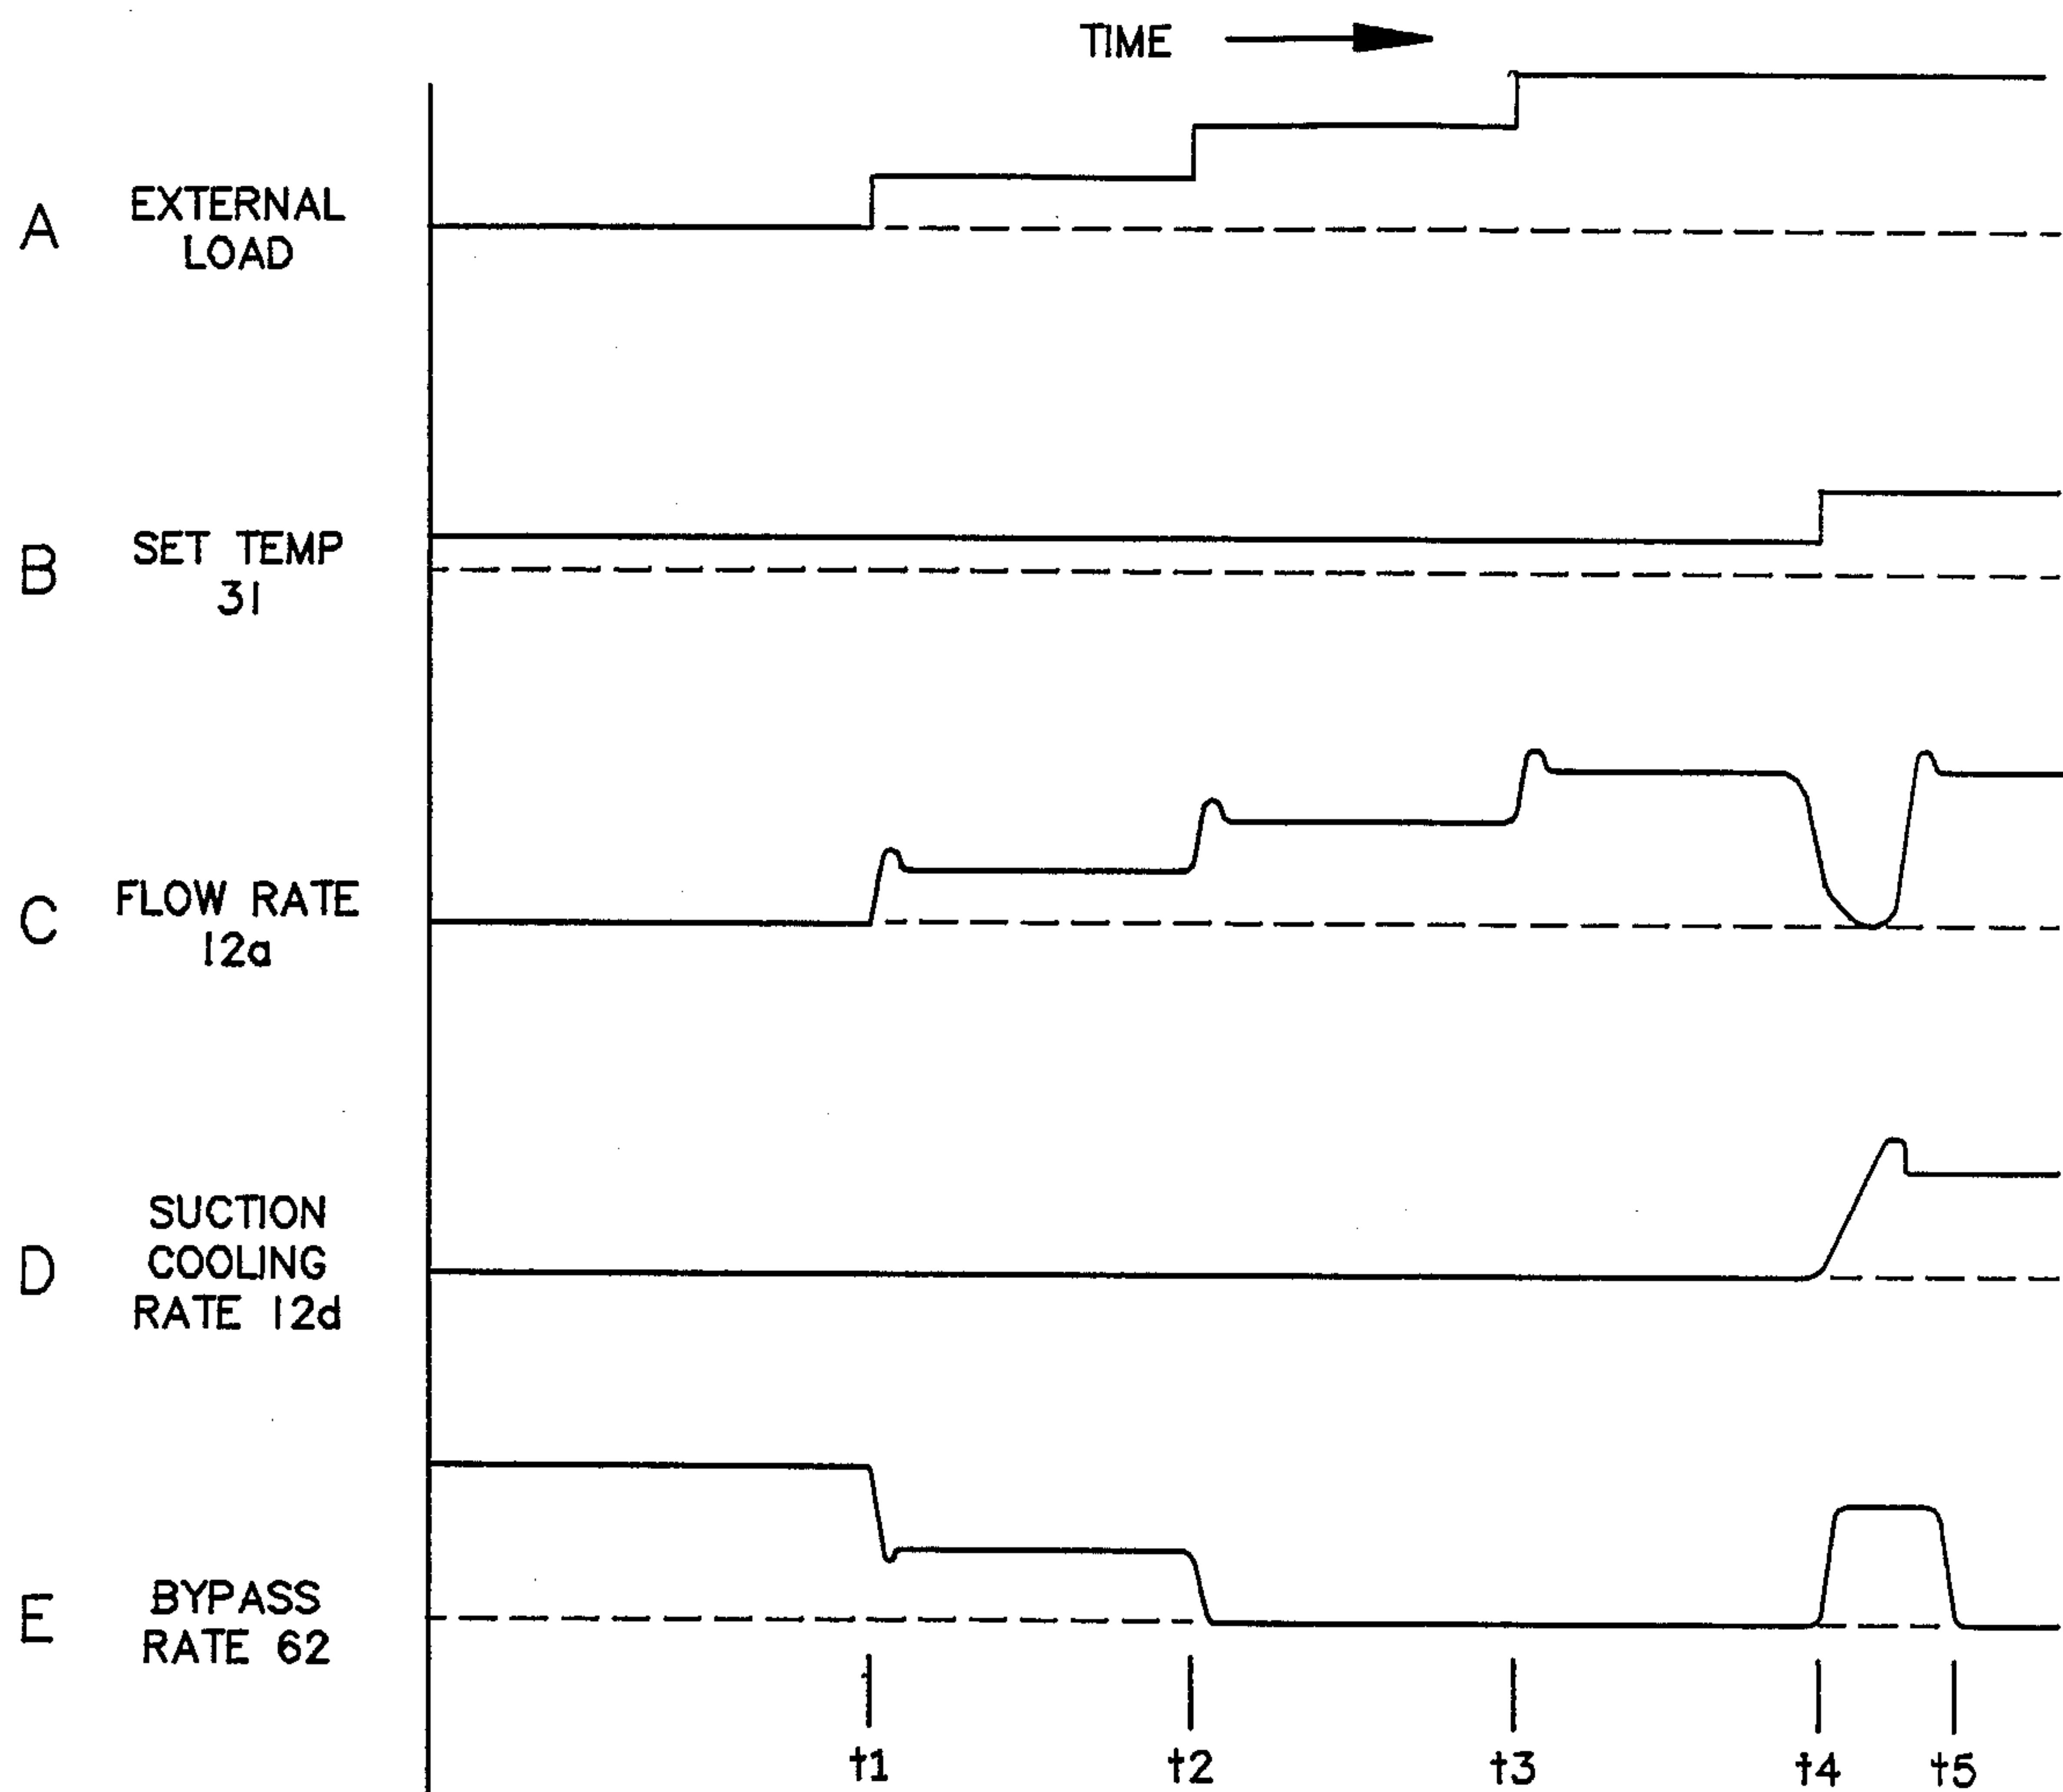 TIME
A
EXTERNAL
LOAD
B
SET TEMP
31
C
FLOW RATE
12a
D
SUCTION
COOLING
RATE 12d
E
BYPASS
RATE 62
t1
t2
t3
t4
t5